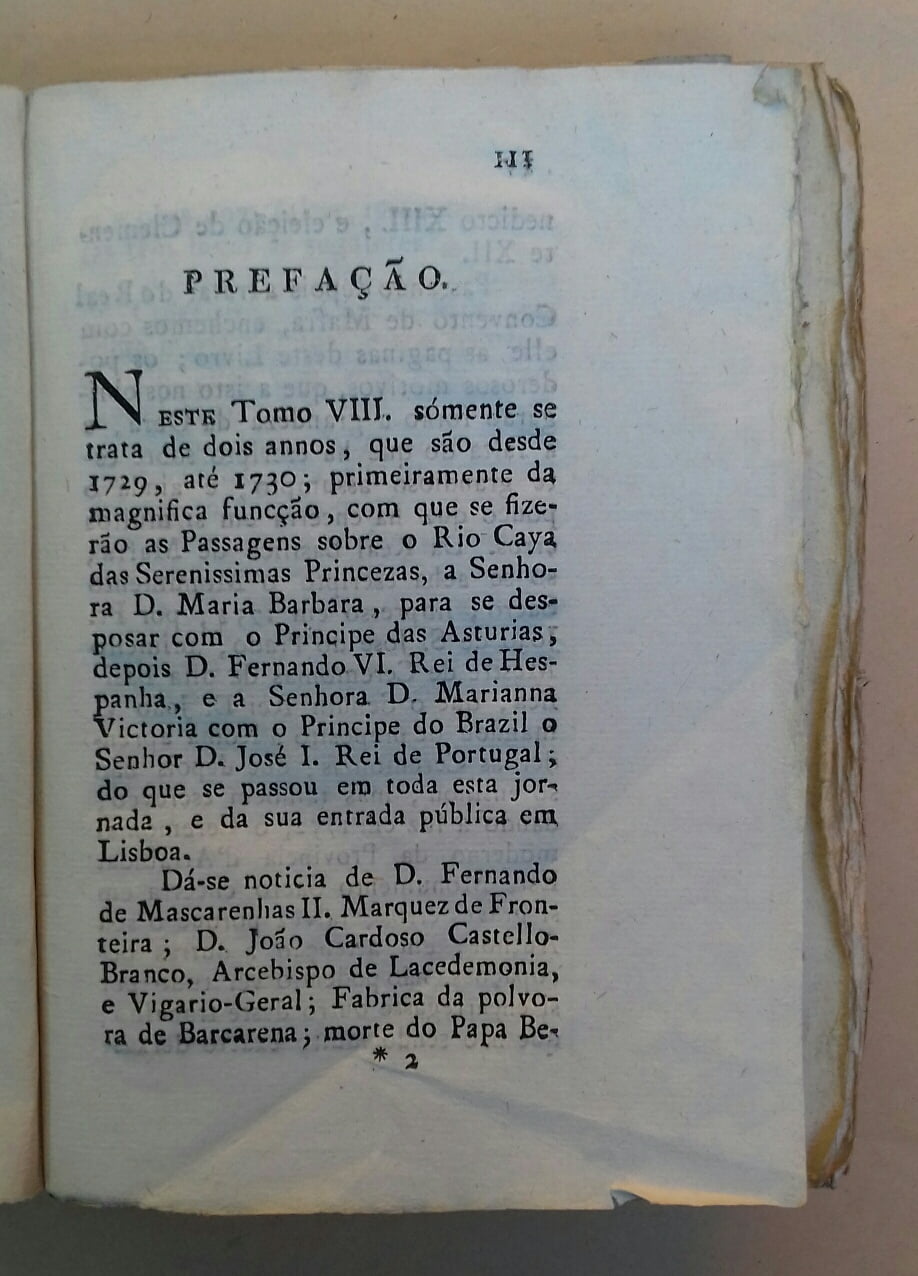 III
PREFAÇÃO.
NESTE Tomo VIII. sómente se
trata de dois annos, que são desde
1729, até 1730; primeiramente da
magnifica funcção, com que se fize-
rão as Passagens sobre o Rio Caya
das Serenissimas Princezas, a Senho-
ra D. Maria Barbara, para se des-
posar com o Principe das Asturias,
depois D. Fernando VI. Rei de Hes-
panha, e a Senhora D. Marianna
Victoria com o Principe do Brazil o
Senhor D. José I. Rei de Portugal;
do que se passou em toda esta jor-
nada, e da sua entrada pública em
Lisboa.
Dá-se noticia de D. Fernando
de Mascarenhas II. Marquez de Fron-
teira; D. João Cardoso Castello-
Branco, Arcebispo de Lacedemonia,
e Vigario-Geral; Fabrica da polvo-
ra de Barcarena; morte do Papa Be-
* 2